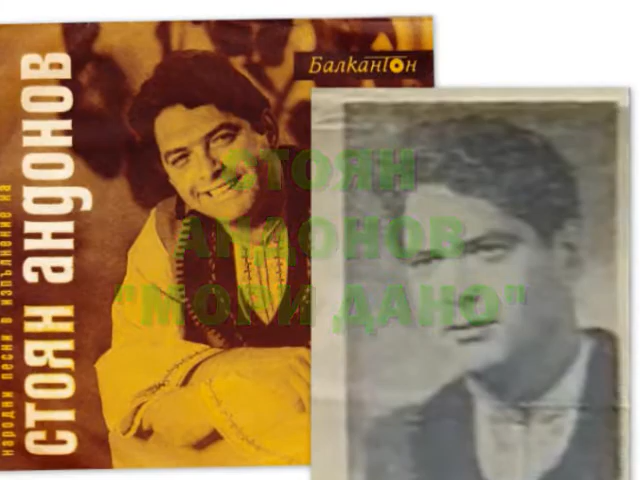 народни песни в изпълнение на
СТОЯН андонов
Балкантон
СТОЯН
АНДОНОВ
"МОРИ ДАНО"